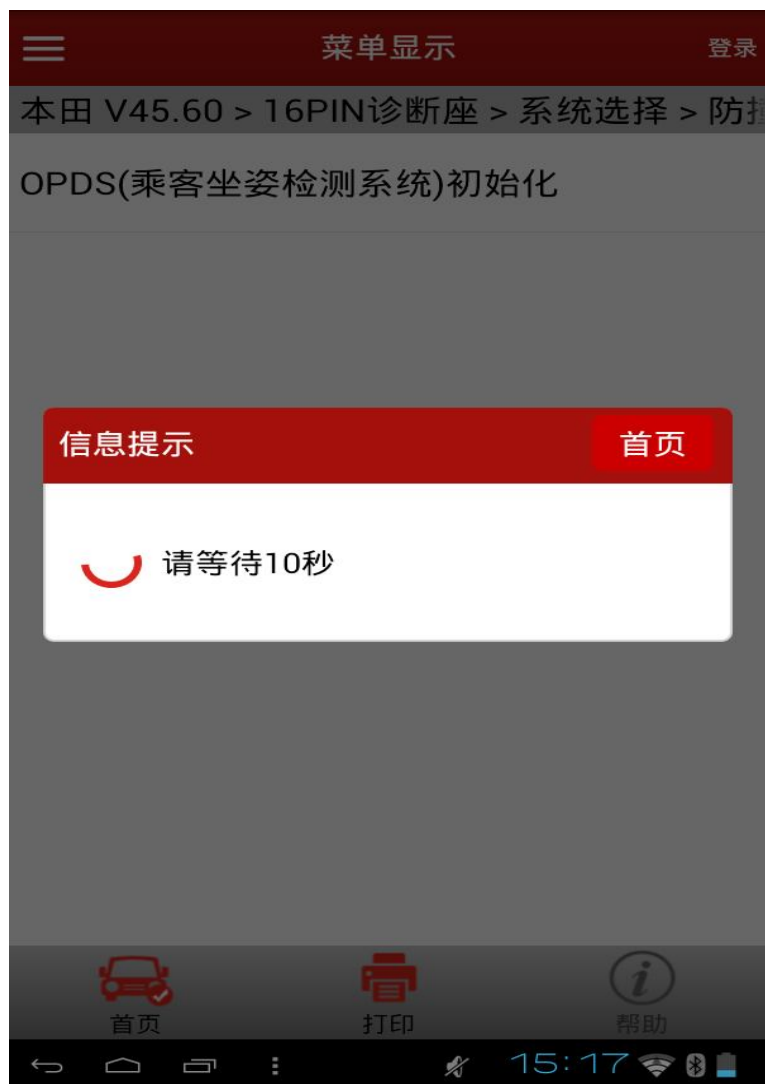 菜单显示
登录
本田 V45.60 > 16PIN诊断座 > 系统选择 > 防
OPDS(乘客坐姿检测系统)初始化
信息提示
首页
请等待10秒
首页
打印
帮助
15:17